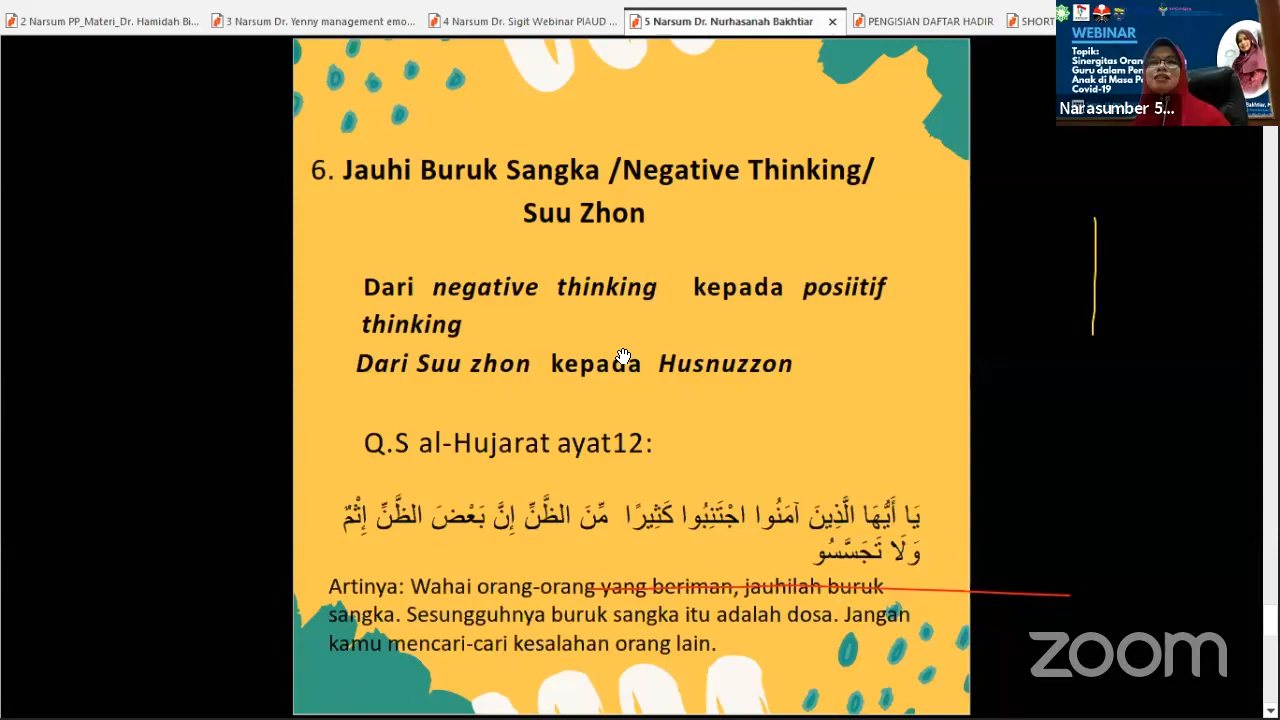 2 Narsum PP_Materi_Dr. Hamidah Bi...
3 Narsum Dr. Yenny management emo...
4 Narsum Dr. Sigit Webinar PIAUD ...
5 Narsum Dr. Nurhasanah Bakhtiar
PENGISIAN DAFTAR HADIR
SHORT
WEBINAR
Topik:
Sinergitas
Guru dalam
Anak di Masa
Covid-19
Narasumber 5...
6. Jauhi Buruk Sangka /Negative Thinking/
Suu Zhon
Dari negative thinking kepada posiitif
thinking
Dari Suu zhon kepada Husnuzzon
Q.S al-Hujarat ayat12:
يَا أَيُّهَا الَّذِينَ آمَنُوا اجْتَنِبُوا كَثِيرًا مِّنَ الظَّنِّ إِنَّ بَعْضَ الظَّنِّ إِثْمٌ
وَلَا تَجَسَّسُو
Artinya: Wahai orang-orang yang beriman, jauhilah buruk
sangka. Sesungguhnya buruk sangka itu adalah dosa. Jangan
kamu mencari-cari kesalahan orang lain.
zoom